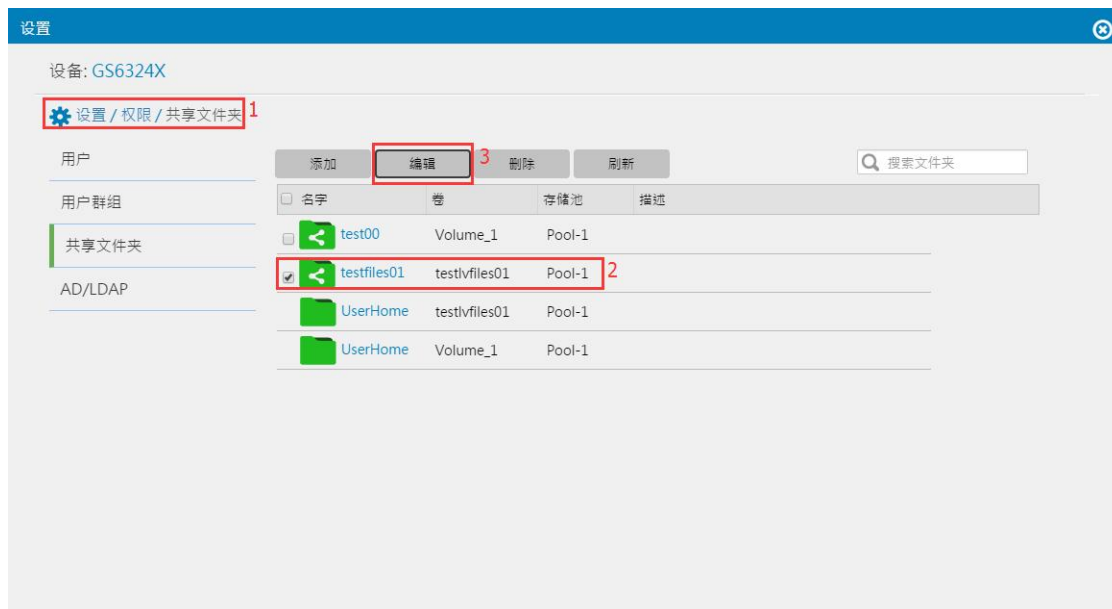 设置
设备: GS6324X
设置 / 权限 / 共享文件夹 1
用户
用户群组
共享文件夹
AD/LDAP
添加 编辑 3 删除 刷新 搜索文件夹
名字 卷 存储池 描述
test00 Volume_1 Pool-1
testfiles01 testlvfiles01 Pool-1 2
UserHome testlvfiles01 Pool-1
UserHome Volume_1 Pool-1